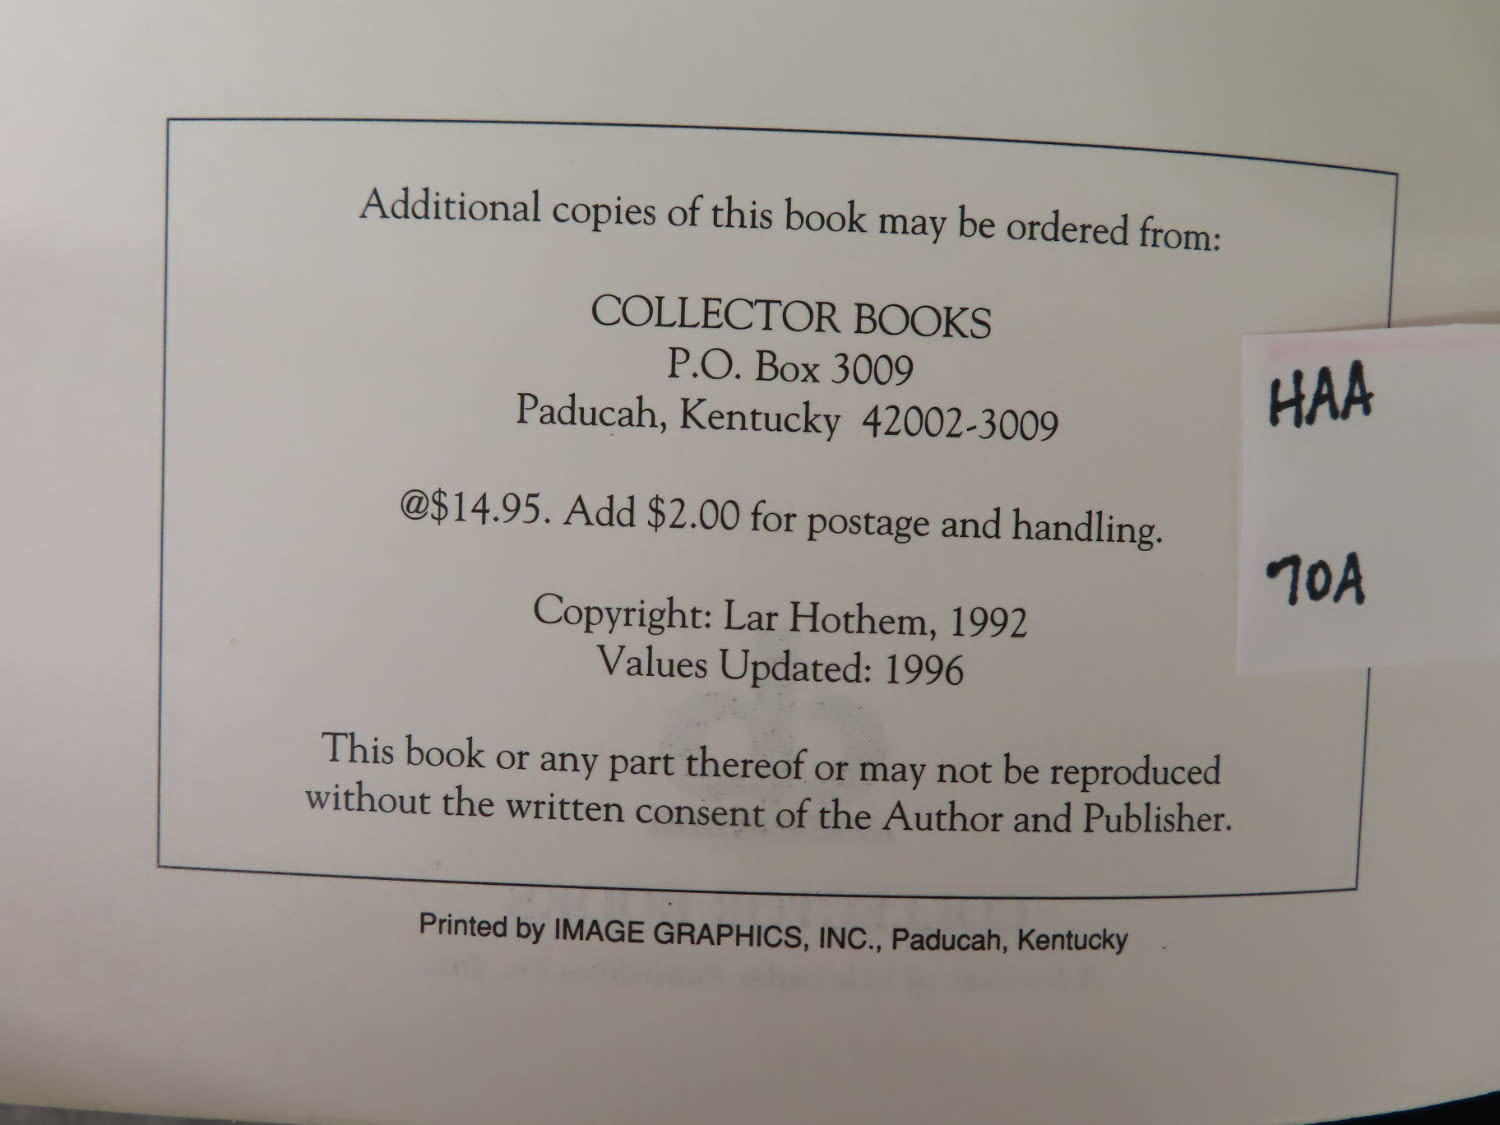 Additional copies of this book may be ordered from:
COLLECTOR BOOKS
P.O. Box 3009
Paducah, Kentucky 42002-3009
@$14.95. Add $2.00 for postage and handling.
Copyright: Lar Hothem, 1992
Values Updated: 1996
This book or any part thereof or may not be reproduced
without the written consent of the Author and Publisher.
Printed by IMAGE GRAPHICS, INC., Paducah, Kentucky
HAA
70A